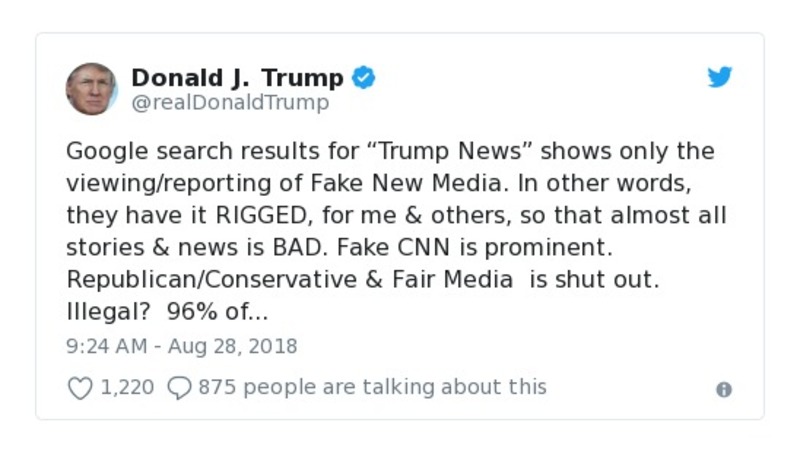 Donald J. Trump
@realDonaldTrump
Google search results for “Trump News” shows only the
viewing/reporting of Fake New Media. In other words,
they have it RIGGED, for me & others, so that almost all
stories & news is BAD. Fake CNN is prominent.
Republican/Conservative & Fair Media  is shut out.
Illegal?  96% of...
9:24 AM - Aug 28, 2018
1,220 875 people are talking about this